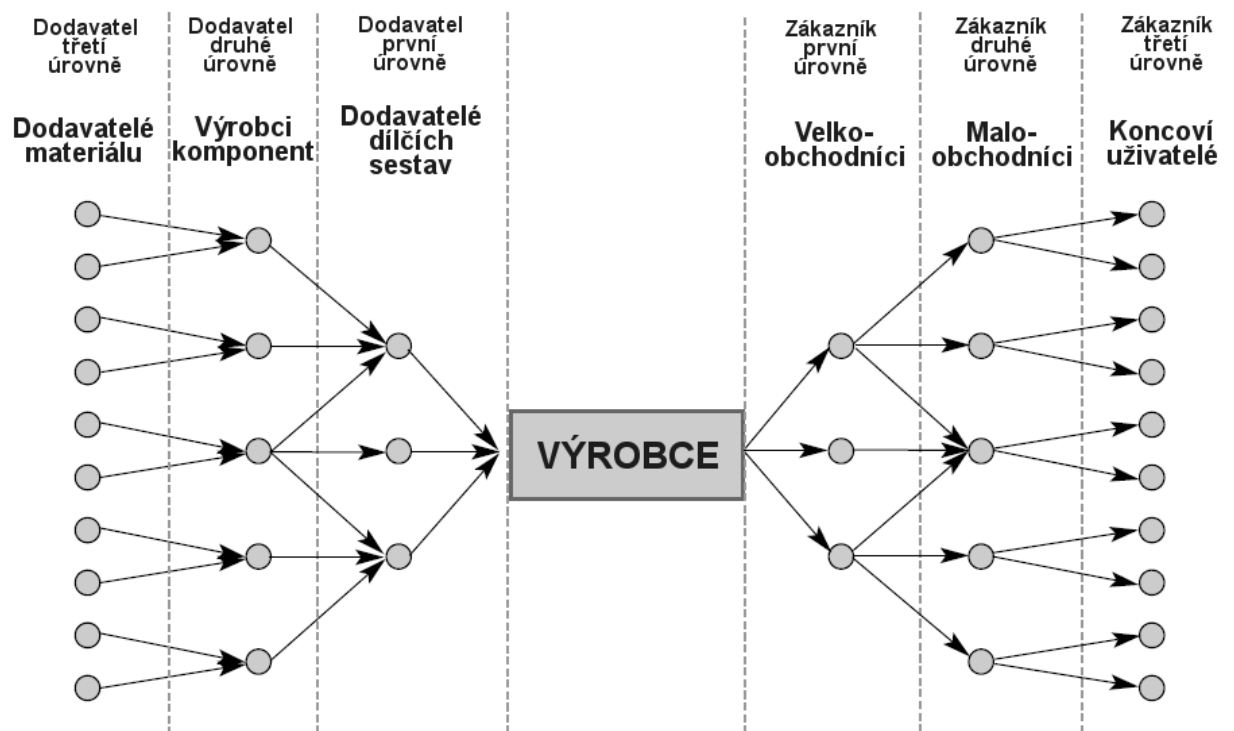 Dodavatel
třetí
úrovně
Dodavatel
druhé
úrovně
Dodavatel
první
úrovně
Zákazník
první
úrovně
Zákazník
druhé
úrovně
Zákazník
třetí
úrovně
Dodavatelé
materiálu
Výrobci
komponent
Dodavatelé
dílčích
sestav
Velko-
obchodníci
Malo-
obchodníci
Koncoví
uživatelé
VÝROBCE